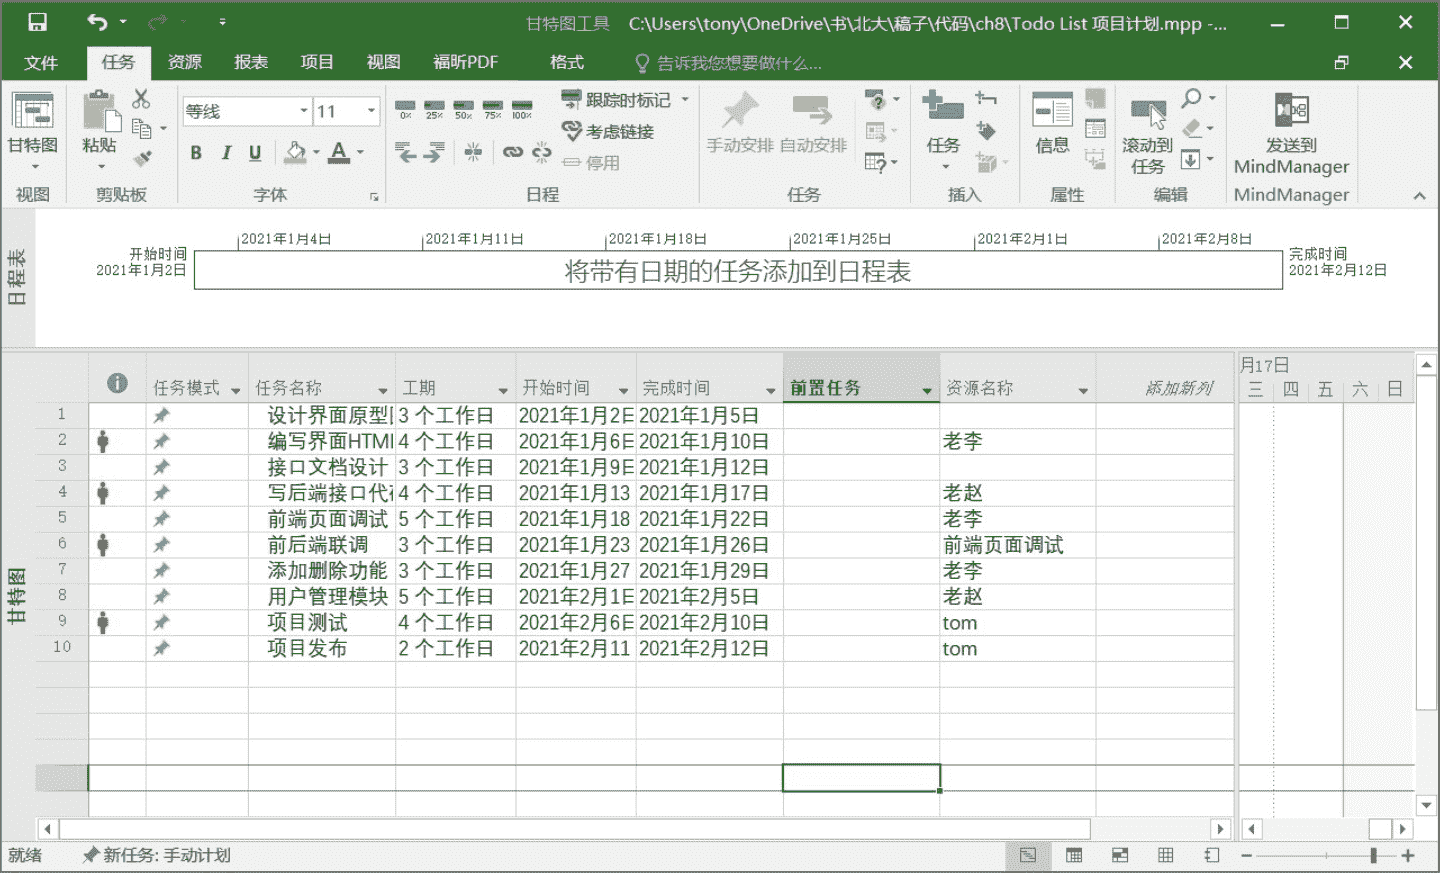 甘特图工具 C:\Users\tony\OneDrive\书\北大\稿子\代码\ch8\Todo List 项目计划.mpp -...
文件 任务 资源 报表 项目 视图 福昕PDF 格式 告诉我您想要做什么...
甘特图
视图
粘贴
剪贴板
等线 11
B I U A
字体
0% 25% 50% 75% 100%
跟踪时标记
考虑链接
停用
日程
手动安排 自动安排
任务
任务
插入
信息
属性
滚动到
任务
编辑
发送到
MindManager
MindManager
日程表
开始时间
2021年1月2日
2021年1月4日 2021年1月11日 2021年1月18日 2021年1月25日 2021年2月1日 2021年2月8日
将带有日期的任务添加到日程表
完成时间
2021年2月12日
甘特图
任务模式 任务名称 工期 开始时间 完成时间 前置任务 资源名称 添加新列
月17日
三 四 五 六 日
1 设计界面原型 3 个工作日 2021年1月2日 2021年1月5日
2 编写界面HTM 4 个工作日 2021年1月6日 2021年1月10日 老李
3 接口文档设计 3 个工作日 2021年1月9日 2021年1月12日
4 写后端接口代 4 个工作日 2021年1月13 2021年1月17日 老赵
5 前端页面调试 5 个工作日 2021年1月18 2021年1月22日 老李
6 前后端联调 3 个工作日 2021年1月23 2021年1月26日 前端页面调试
7 添加删除功能 3 个工作日 2021年1月27 2021年1月29日 老李
8 用户管理模块 5 个工作日 2021年2月1日 2021年2月5日 老赵
9 项目测试 4 个工作日 2021年2月6日 2021年2月10日 tom
10 项目发布 2 个工作日 2021年2月11 2021年2月12日 tom
就绪 新任务: 手动计划